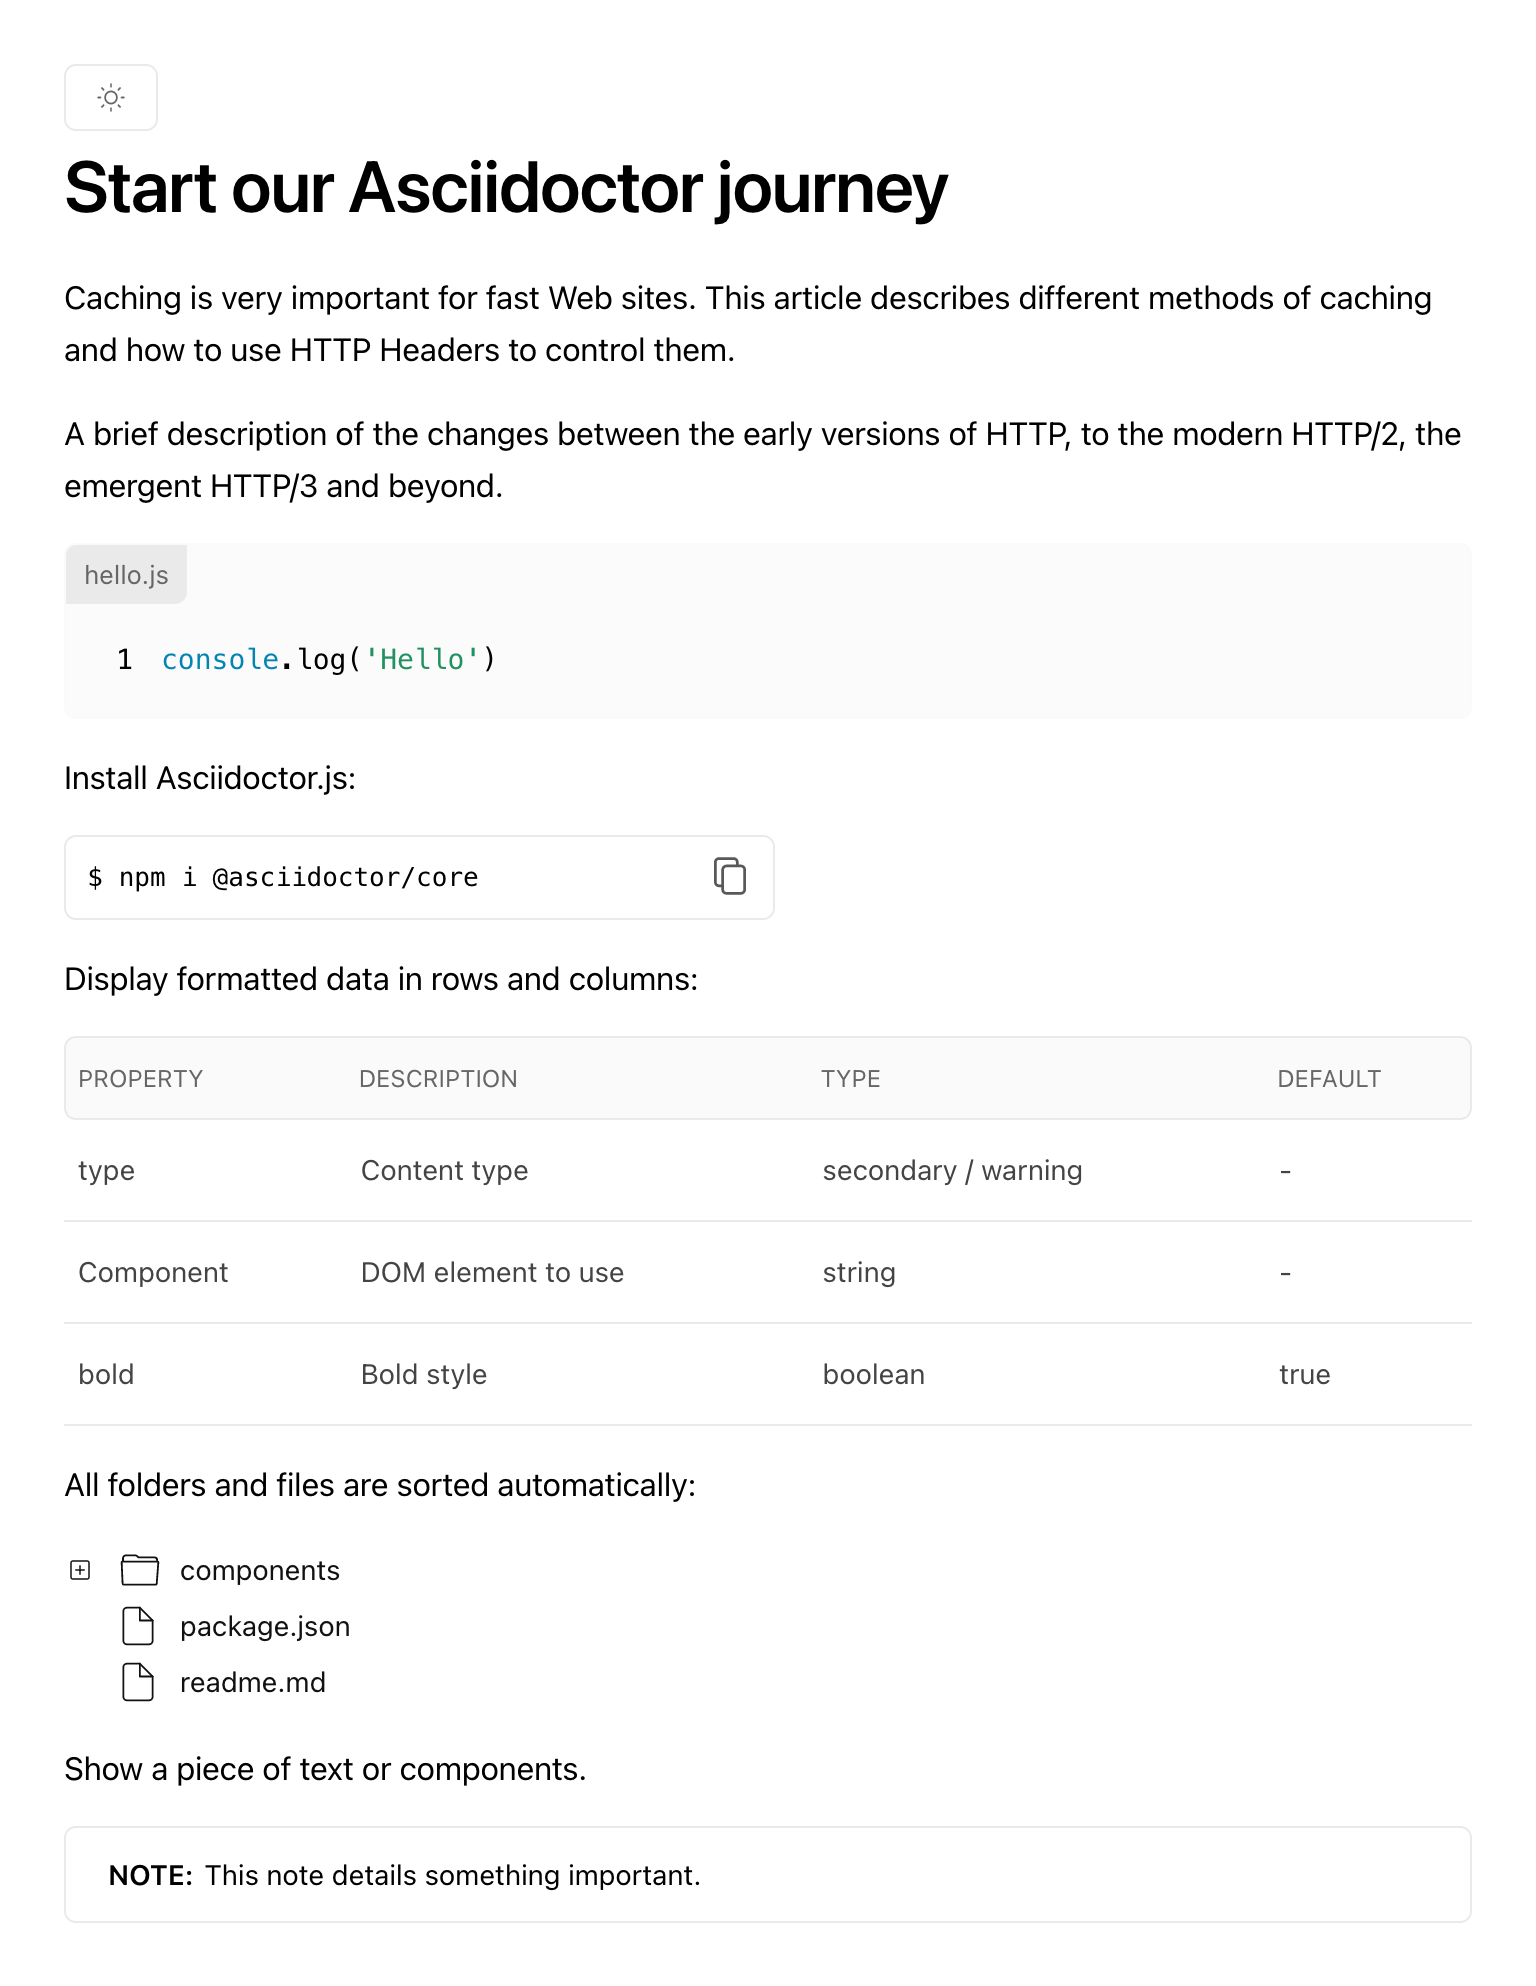 Start our Asciidoctor journey
Caching is very important for fast Web sites. This article describes different methods of caching
and how to use HTTP Headers to control them.
A brief description of the changes between the early versions of HTTP, to the modern HTTP/2, the
emergent HTTP/3 and beyond.
hello.js
1 console.log('Hello')
Install Asciidoctor.js:
$ npm i @asciidoctor/core
Display formatted data in rows and columns:
PROPERTY DESCRIPTION TYPE DEFAULT
type Content type secondary / warning -
Component DOM element to use string -
bold Bold style boolean true
All folders and files are sorted automatically:
components
package.json
readme.md
Show a piece of text or components.
NOTE: This note details something important.